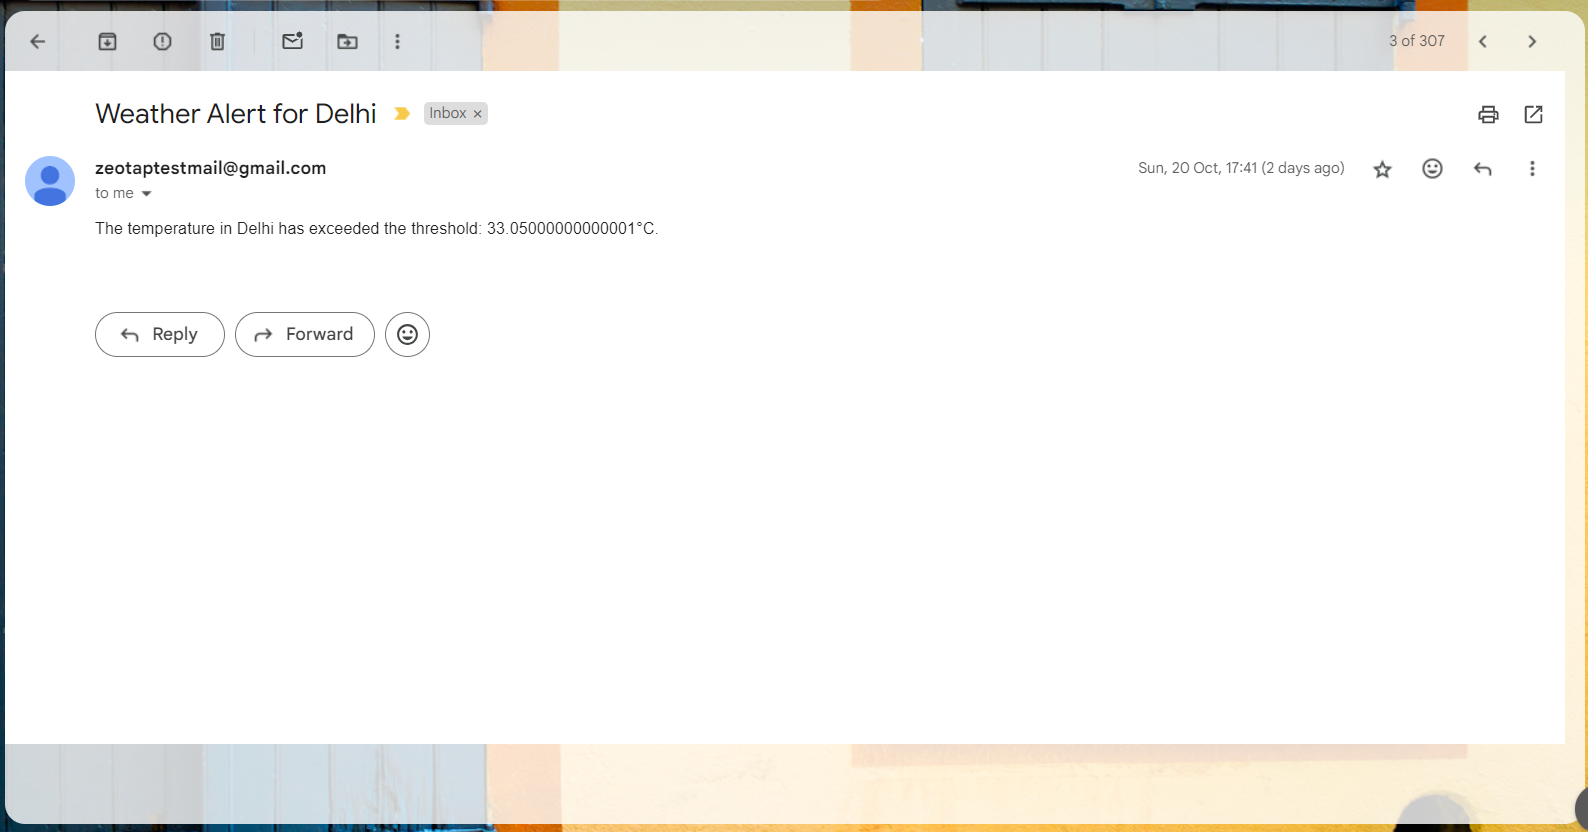 3 of 307
Weather Alert for Delhi Inbox ×
zeotaptestmail@gmail.com Sun, 20 Oct, 17:41 (2 days ago)
to me
The temperature in Delhi has exceeded the threshold: 33.05000000000001°C.
Reply Forward